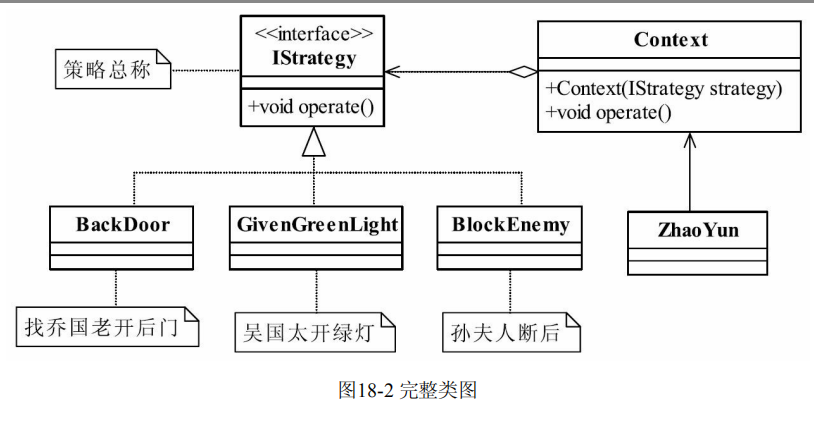 <<interface>>
IStrategy
+void operate()
策略总称
Context
+Context(IStrategy strategy)
+void operate()
BackDoor
GivenGreenLight
BlockEnemy
ZhaoYun
找乔国老开后门
吴国太开绿灯
孙夫人断后
图18-2 完整类图